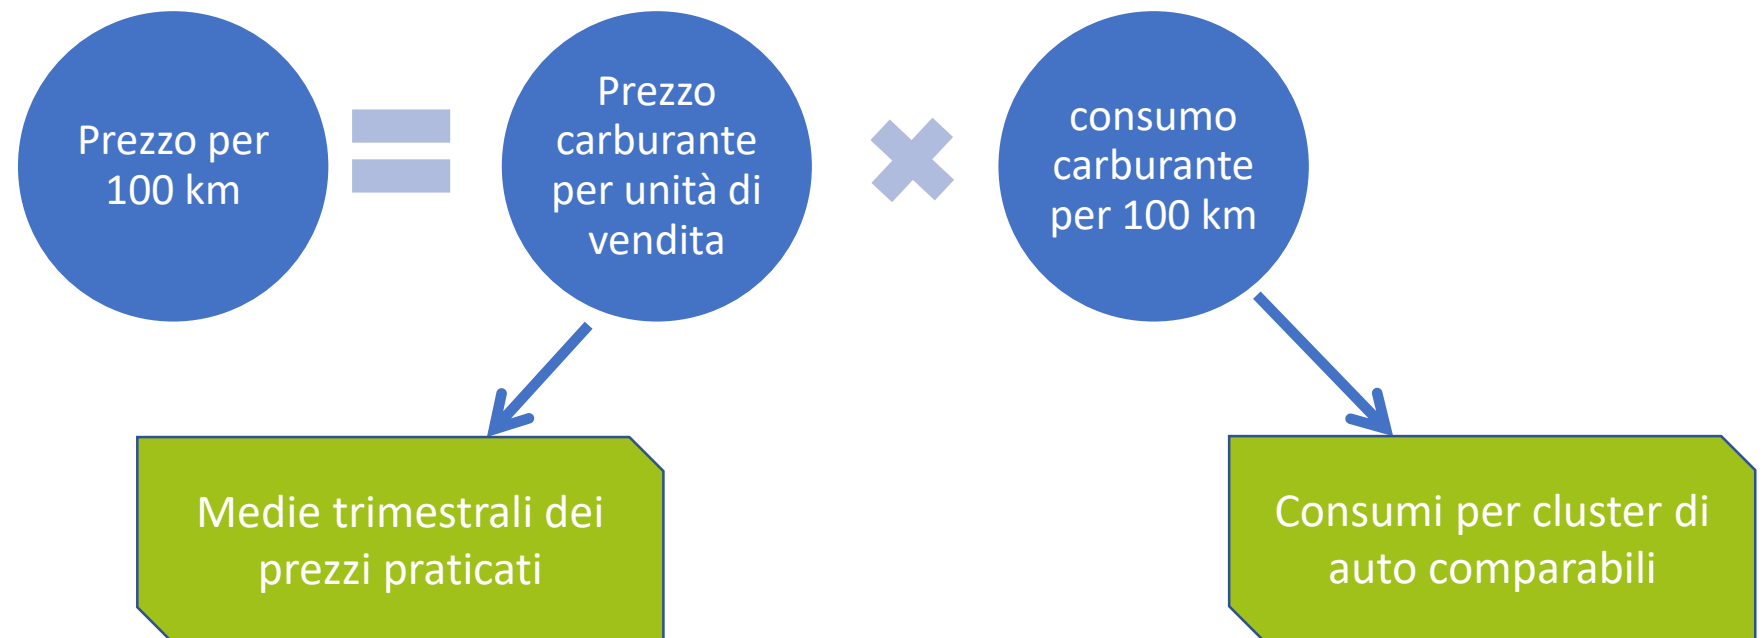 Prezzo per
100 km
Prezzo
carburante
per unità di
vendita
consumo
carburante
per 100 km
Medie trimestrali dei
prezzi praticati
Consumi per cluster di
auto comparabili